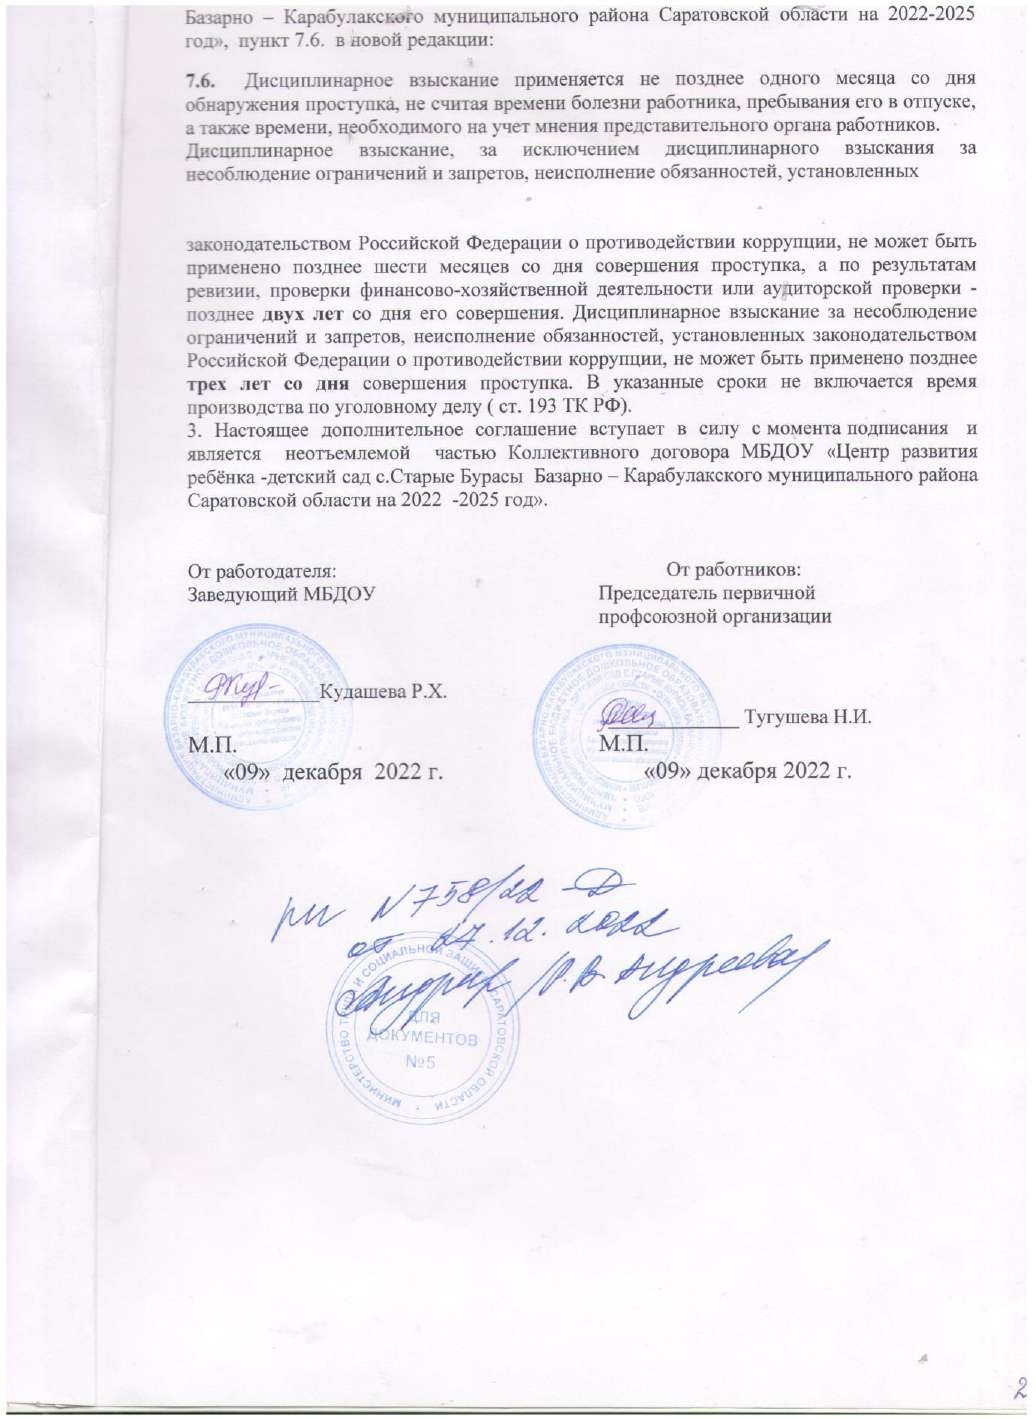 Базарно – Карабулакского муниципального района Саратовской области на 2022-2025
год», пункт 7.6. в новой редакции:
7.6. Дисциплинарное взыскание применяется не позднее одного месяца со дня
обнаружения проступка, не считая времени болезни работника, пребывания его в отпуске,
а также времени, необходимого на учет мнения представительного органа работников.
Дисциплинарное взыскание, за исключением дисциплинарного взыскания за
несоблюдение ограничений и запретов, неисполнение обязанностей, установленных
законодательством Российской Федерации о противодействии коррупции, не может быть
применено позднее шести месяцев со дня совершения проступка, а по результатам
ревизии, проверки финансово-хозяйственной деятельности или аудиторской проверки -
позднее двух лет со дня его совершения. Дисциплинарное взыскание за несоблюдение
ограничений и запретов, неисполнение обязанностей, установленных законодательством
Российской Федерации о противодействии коррупции, не может быть применено позднее
трех лет со дня совершения проступка. В указанные сроки не включается время
производства по уголовному делу ( ст. 193 ТК РФ).
3. Настоящее дополнительное соглашение вступает в силу с момента подписания и
является неотъемлемой частью Коллективного договора МБДОУ «Центр развития
ребёнка -детский сад с.Старые Бурасы Базарно – Карабулакского муниципального района
Саратовской области на 2022 -2025 год».
От работодателя:
Заведующий МБДОУ
От работников:
Председатель первичной
профсоюзной организации
Кудашева Р.Х.
М.П.
«09» декабря 2022 г.
Тугушева Н.И.
М.П.
«09» декабря 2022 г.
рш N758/22 -Д
от 27.12.2022
Андреева
МИНИСТЕРСТВО ТРУДА И СОЦИАЛЬНОЙ ЗАЩИТЫ САРАТОВСКОЙ ОБЛАСТИ
ДЛЯ
ДОКУМЕНТОВ
№5
2